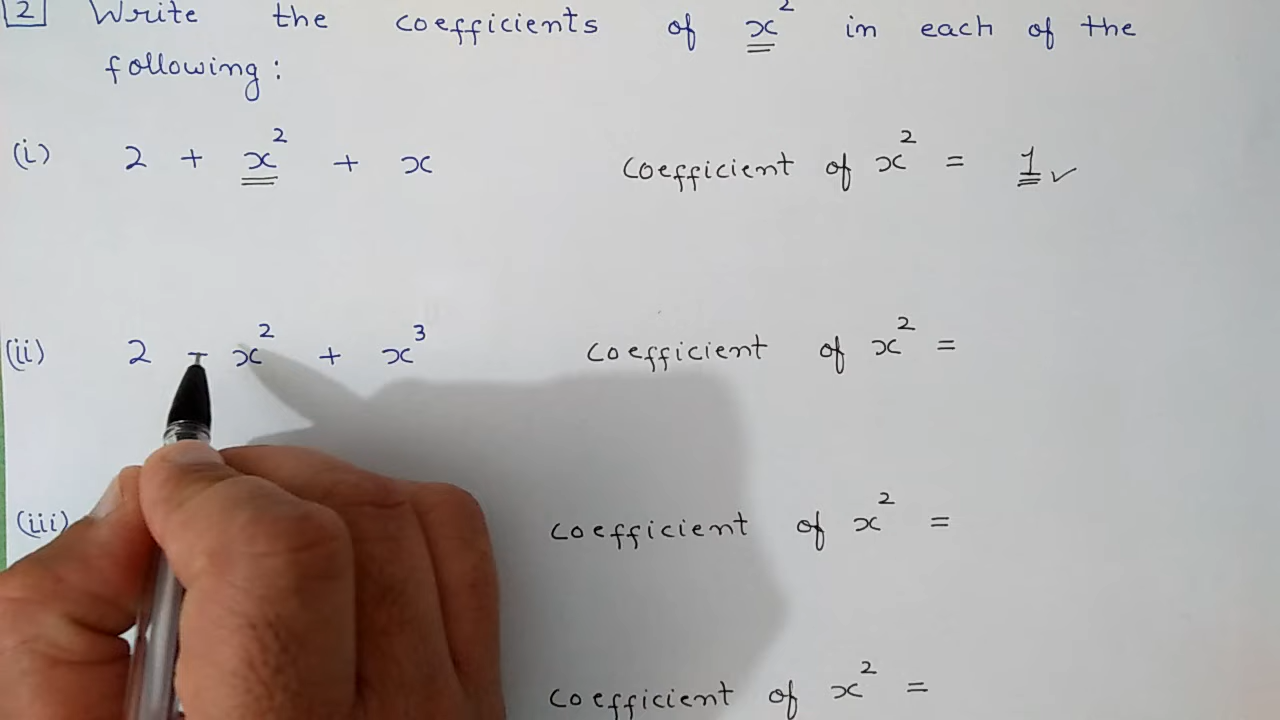 2 Write the coefficients of x² in each of the
following :
(i) 2 + x² + x coefficient of x² = 1 ✓
(ii) 2 - x² + x³ coefficient of x² =
(iii) coefficient of x² =
coefficient of x² =